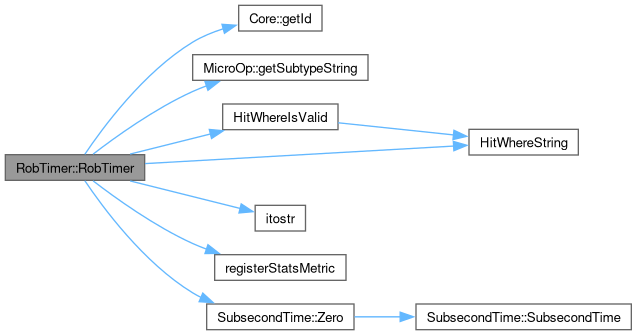 Core::getId
MicroOp::getSubtypeString
HitWhereIsValid
HitWhereString
RobTimer::RobTimer
itostr
registerStatsMetric
SubsecondTime::Zero
SubsecondTime::SubsecondTime